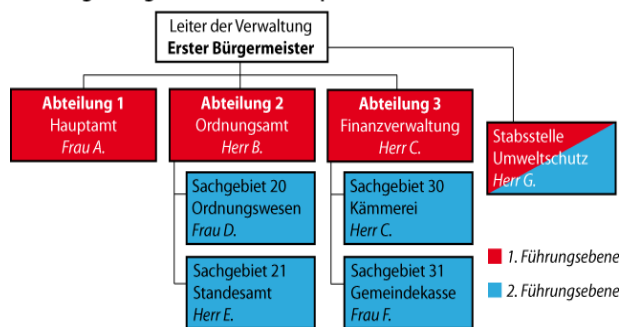 Leiter der Verwaltung
Erster Bürgermeister
Abteilung 1
Hauptamt
Frau A.
Abteilung 2
Ordnungsamt
Herr B.
Abteilung 3
Finanzverwaltung
Herr C.
Stabsstelle
Umweltschutz
Herr G.
Sachgebiet 20
Ordnungswesen
Frau D.
Sachgebiet 30
Kämmerei
Herr C.
Sachgebiet 21
Standesamt
Herr E.
Sachgebiet 31
Gemeindekasse
Frau F.
1. Führungsebene
2. Führungsebene